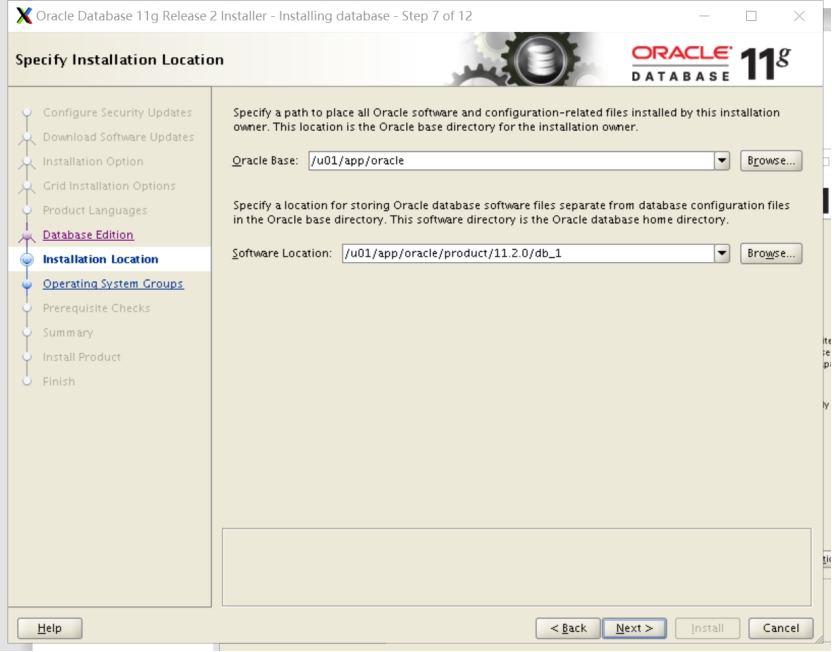 Oracle Database 11g Release 2 Installer - Installing database - Step 7 of 12
Specify Installation Location
ORACLE
DATABASE
11g
Configure Security Updates
Download Software Updates
Installation Option
Grid Installation Options
Product Languages
Database Edition
Installation Location
Operating System Groups
Prerequisite Checks
Summary
Install Product
Finish
Specify a path to place all Oracle software and configuration-related files installed by this installation
owner. This location is the Oracle base directory for the installation owner.
Oracle Base: /u01/app/oracle Browse...
Specify a location for storing Oracle database software files separate from database configuration files
in the Oracle base directory. This software directory is the Oracle database home directory.
Software Location: /u01/app/oracle/product/11.2.0/db_1 Browse...
Help < Back Next > Install Cancel